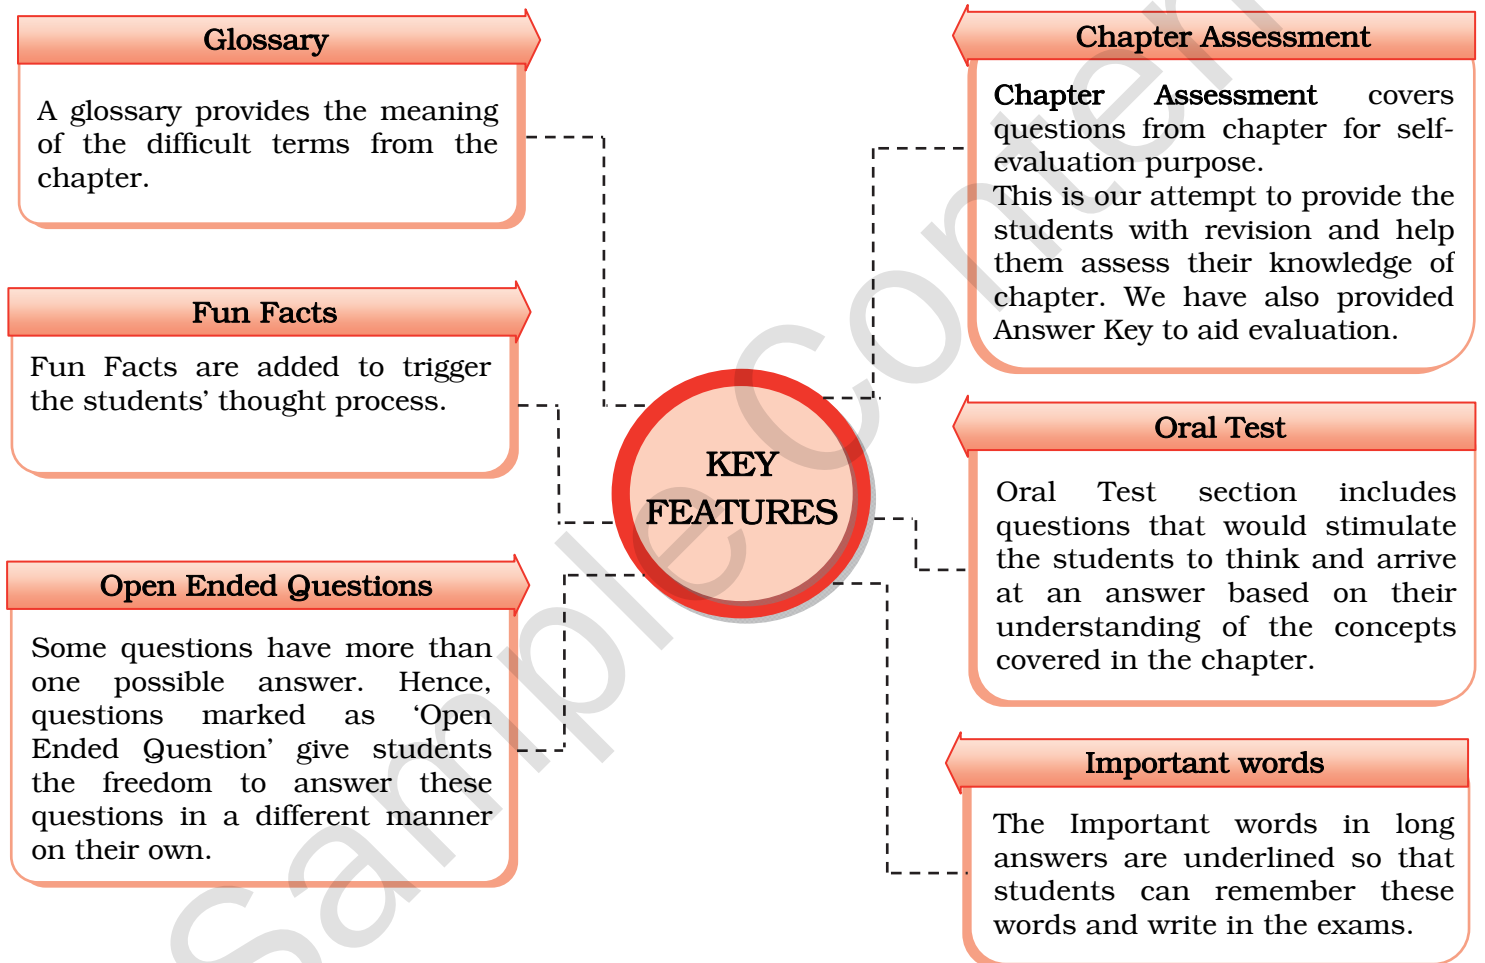 Glossary
A glossary provides the meaning
of the difficult terms from the
chapter.
Fun Facts
Fun Facts are added to trigger
the students’ thought process.
Open Ended Questions
Some questions have more than
one possible answer. Hence,
questions marked as ‘Open
Ended Question’ give students
the freedom to answer these
questions in a different manner
on their own.
KEY
FEATURES
Chapter Assessment
Chapter Assessment covers
questions from chapter for self-
evaluation purpose.
This is our attempt to provide the
students with revision and help
them assess their knowledge of
chapter. We have also provided
Answer Key to aid evaluation.
Oral Test
Oral Test section includes
questions that would stimulate
the students to think and arrive
at an answer based on their
understanding of the concepts
covered in the chapter.
Important words
The Important words in long
answers are underlined so that
students can remember these
words and write in the exams.
Sample Conten